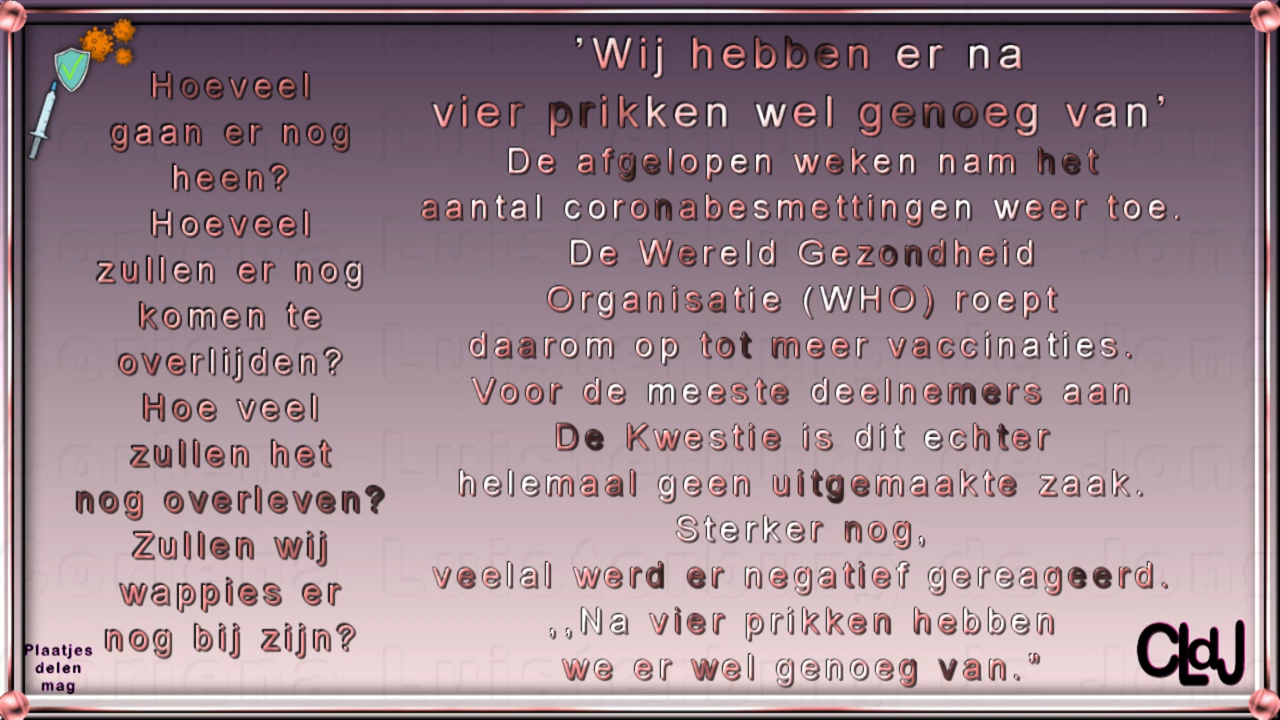 Hoeveel
gaan er nog
heen?
Hoeveel
zullen er nog
komen te
overlijden?
Hoe veel
zullen het
nog overleven?
Zullen wij
wappies er
nog bij zijn?
Plaatjes
delen
mag
’Wij hebben er na
vier prikken wel genoeg van’
De afgelopen weken nam het
aantal coronabesmettingen weer toe.
De Wereld Gezondheid
Organisatie (WHO) roept
daarom op tot meer vaccinaties.
Voor de meeste deelnemers aan
De Kwestie is dit echter
helemaal geen uitgemaakte zaak.
Sterker nog,
veelal werd er negatief gereageerd.
,,Na vier prikken hebben
we er wel genoeg van.”
CLdJ